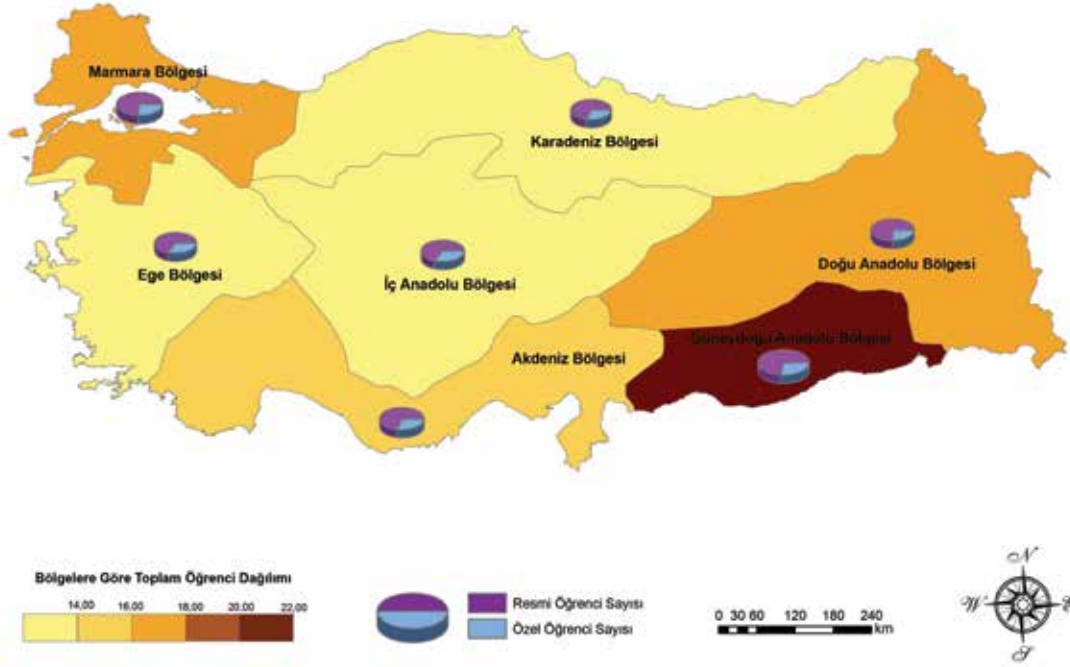 Marmara Bölgesi
Karadeniz Bölgesi
Ege Bölgesi
İç Anadolu Bölgesi
Doğu Anadolu Bölgesi
Güneydoğu Anadolu Bölgesi
Akdeniz Bölgesi
Bölgelere Göre Toplam Öğrenci Dağılımı
14,00 16,00 18,00 20,00 22,00
Resmi Öğrenci Sayısı
Özel Öğrenci Sayısı
0 30 60 120 180 240
km
N
W E
S